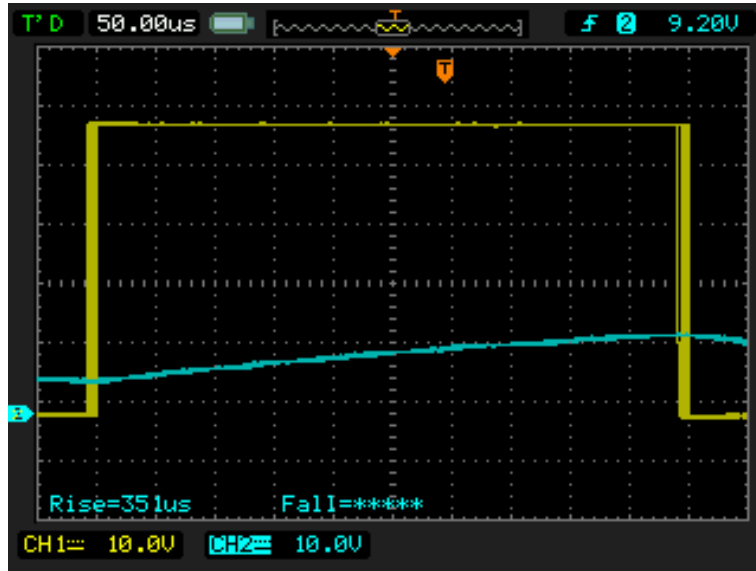 T'D 50.00us T 2 9.20V
T
Rise=351us Fall=*****
CH1 10.0V CH2 10.0V